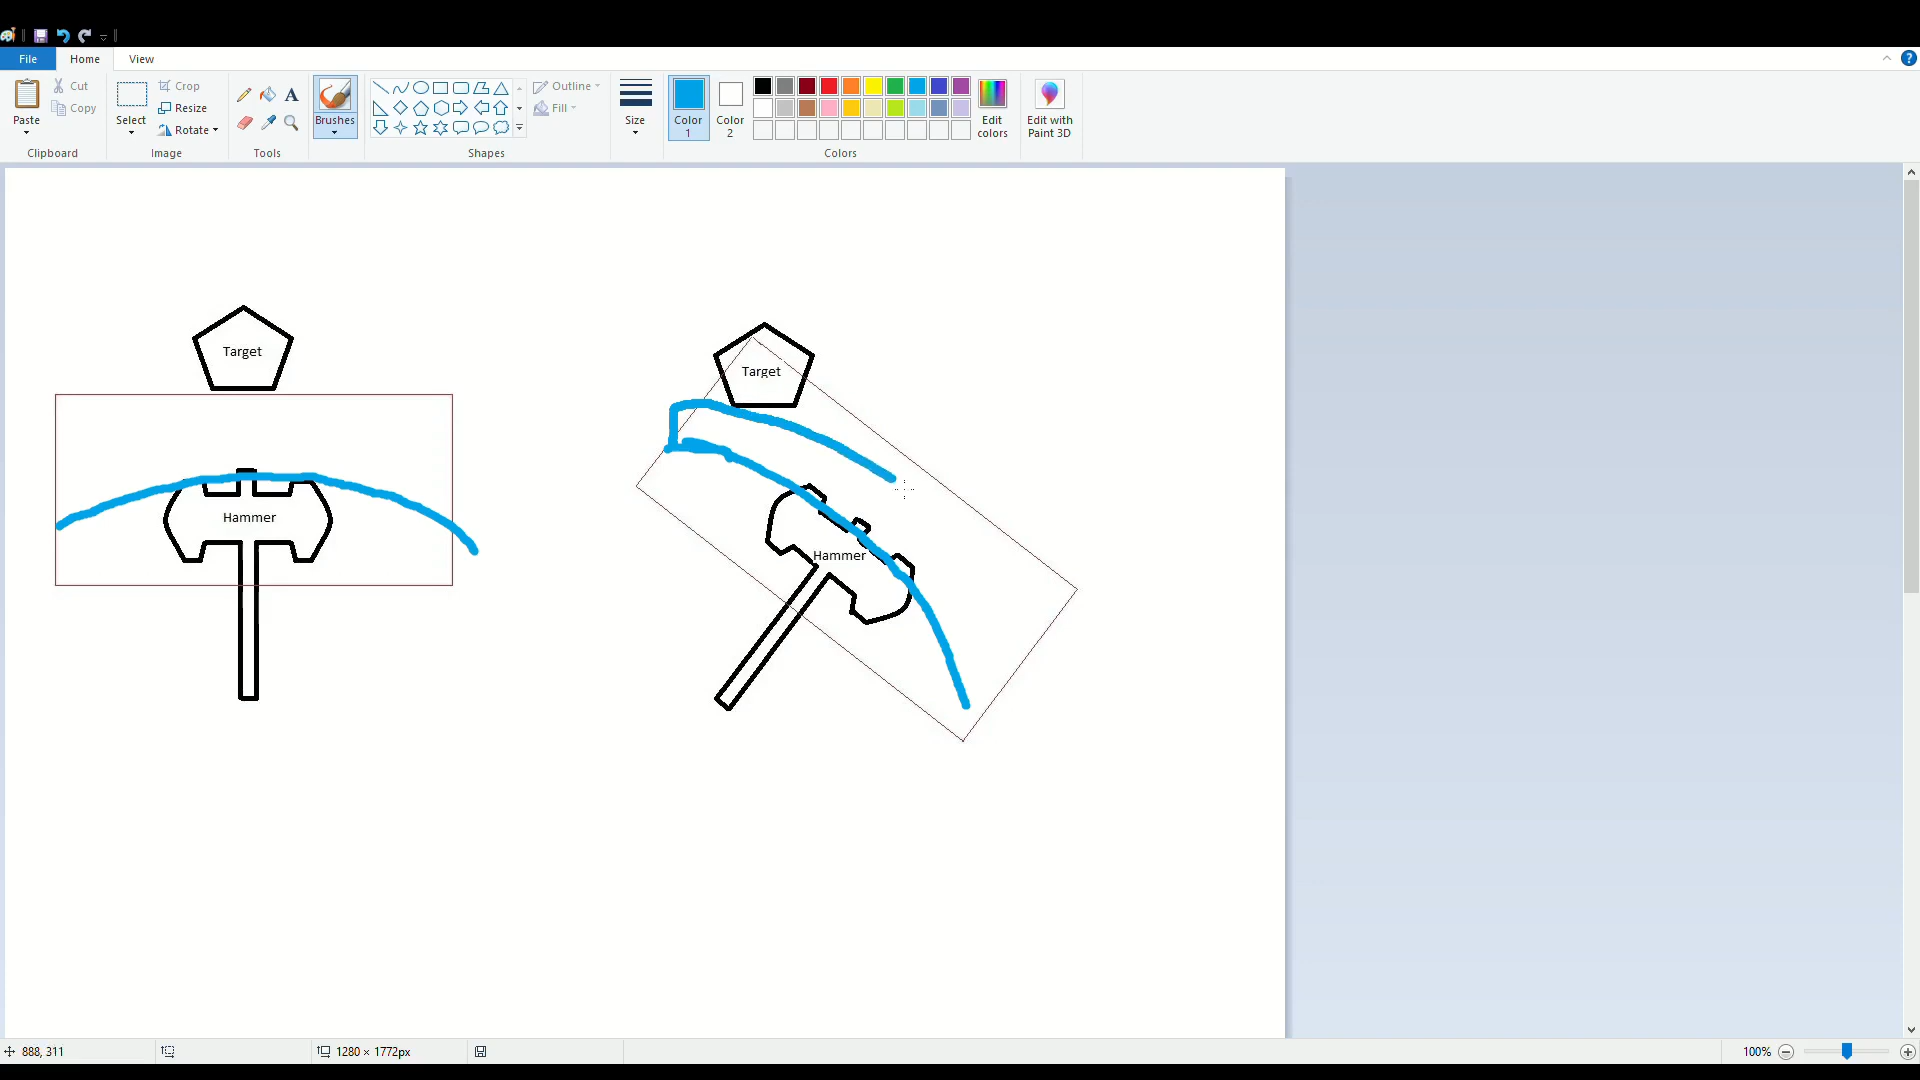 File Home View
Cut
Copy
Paste
Clipboard
Crop
Resize
Rotate
Select
Image
A
Tools
Brushes
Outline
Fill
Shapes
Size
Color
1
Color
2
Edit
colors
Colors
Edit with
Paint 3D
Target
Target
Hammer
Hammer
888, 311
1280 × 1772px
100%